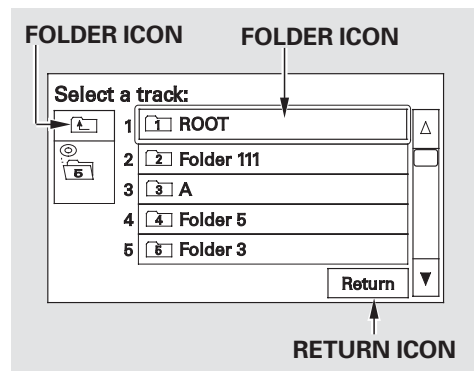 FOLDER ICON FOLDER ICON
Select a track:
1 1 ROOT
2 2 Folder 111
5
3 3 A
4 4 Folder 5
5 5 Folder 3
Return
RETURN ICON